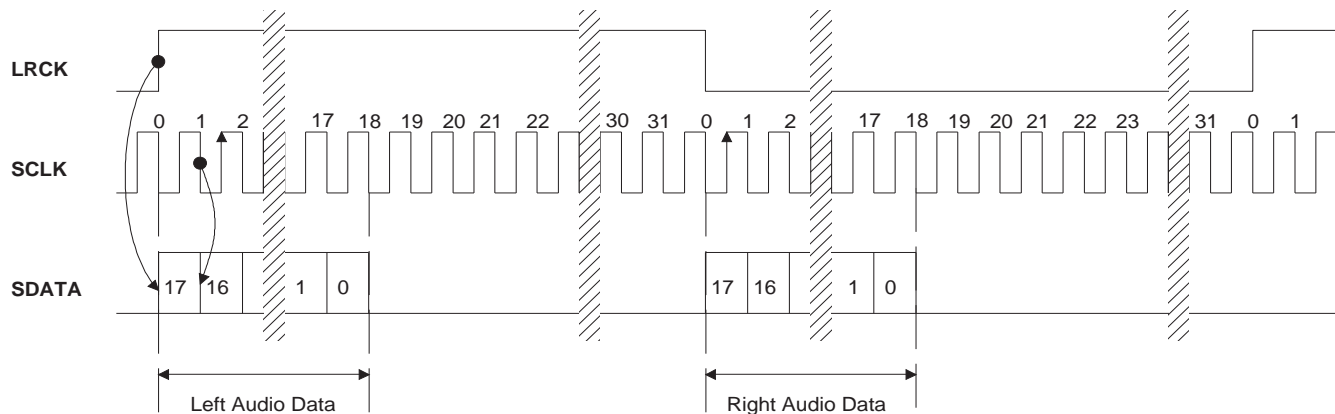 LRCK
0 1 2 17 18 19 20 21 22 30 31 0 1 2 17 18 19 20 21 22 23 31 0 1
SCLK
SDATA
17 16 1 0 17 16 1 0
Left Audio Data Right Audio Data